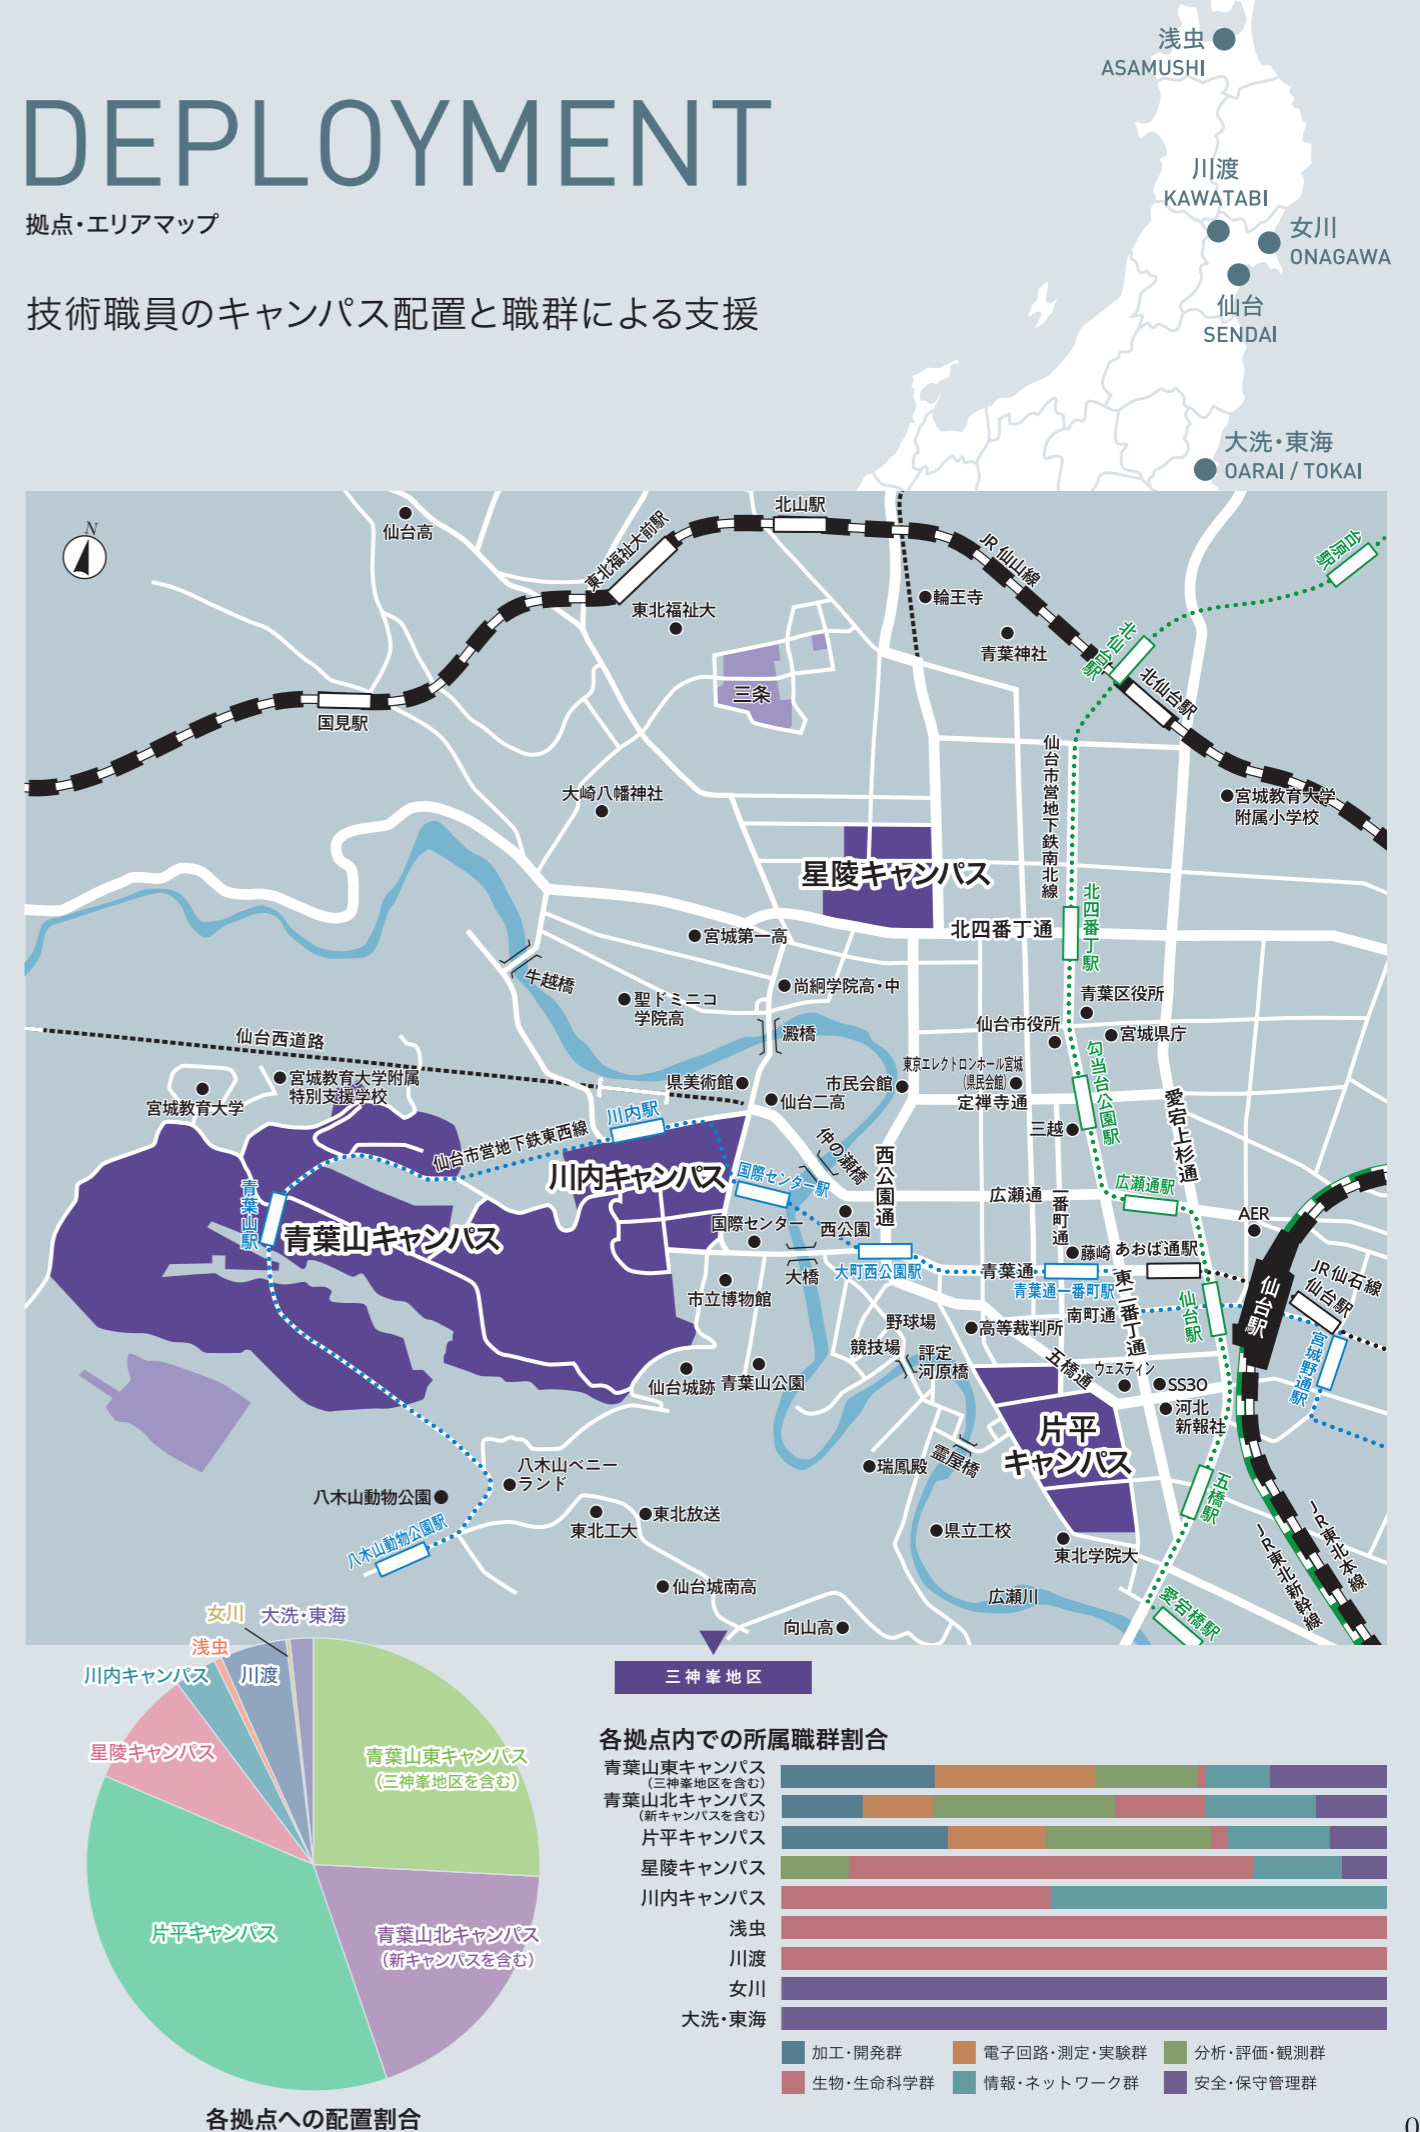 浅虫
ASAMUSHI
DEPLOYMENT
川渡
KAWATABI
拠点・エリアマップ
女川
ONAGAWA
技術職員のキャンパス配置と職群による支援
仙台
SENDAI
大洗・東海
OARAI / TOKAI
N
仙台高
東北福祉大前駅
北山駅
JR 仙山線
台原駅
東北福祉大
輪王寺
青葉神社
北仙台駅
北仙台駅
三条
国見駅
仙台市営地下鉄南北線
大崎八幡神社
宮城教育大学
附属小学校
星陵キャンパス
北四番丁通
北四番丁駅
宮城第一高
牛越橋
聖ドミニコ
学院高
尚絅学院高・中
青葉区役所
仙台市役所
宮城県庁
澱橋
仙台西道路
勾当台公園駅
東京エレクトロンホール宮城
(県民会館)
宮城教育大学附属
特別支援学校
宮城教育大学
県美術館
市民会館
仙台二高
定禅寺通
川内駅
三越
愛宕上杉通
仙台市営地下鉄東西線
仲の瀬橋
西公園通
川内キャンパス
国際センター駅
青葉山駅
広瀬通
一番町通
広瀬通駅
青葉山キャンパス
国際センター
西公園
AER
藤崎
あおば通駅
大橋
大町西公園駅
青葉通
青葉通一番町駅
東二番丁通
JR 仙石線
仙台駅
仙台駅
仙台駅
市立博物館
南町通
野球場
高等裁判所
競技場
評定
河原橋
五橋通
ウェスティン
SS30
宮城野通駅
仙台城跡
青葉山公園
河北
新報社
片平
キャンパス
霊屋橋
瑞鳳殿
八木山ベニー
ランド
八木山動物公園
東北工大
東北放送
五橋駅
県立工校
東北学院大
八木山動物公園駅
JR東北本線
JR東北新幹線
仙台城南高
広瀬川
愛宕橋駅
向山高
三神峯地区
女川
大洗・東海
浅虫
川内キャンパス
川渡
星陵キャンパス
青葉山東キャンパス
（三神峯地区を含む）
片平キャンパス
青葉山北キャンパス
（新キャンパスを含む）
各拠点への配置割合
各拠点内での所属職群割合
青葉山東キャンパス
（三神峯地区を含む）
青葉山北キャンパス
（新キャンパスを含む）
片平キャンパス
星陵キャンパス
川内キャンパス
浅虫
川渡
女川
大洗・東海
加工・開発群
電子回路・測定・実験群
分析・評価・観測群
生物・生命科学群
情報・ネットワーク群
安全・保守管理群
0